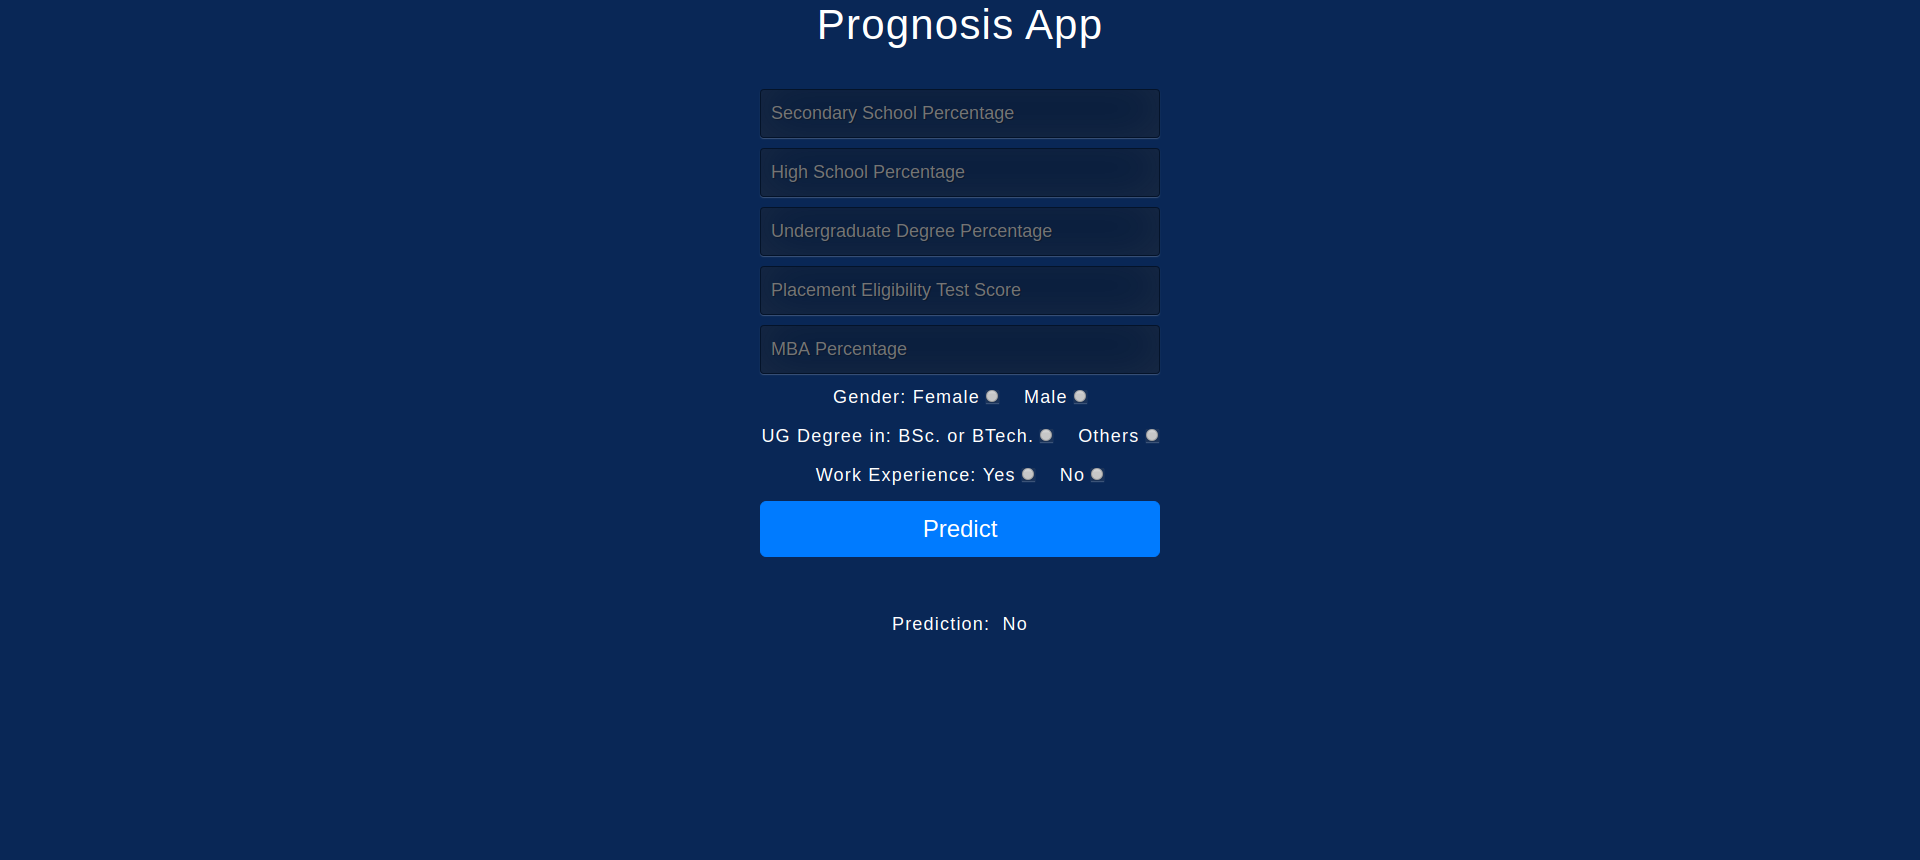 Prognosis App
Secondary School Percentage
High School Percentage
Undergraduate Degree Percentage
Placement Eligibility Test Score
MBA Percentage
Gender: Female Male
UG Degree in: BSc. or BTech. Others
Work Experience: Yes No
Predict
Prediction: No